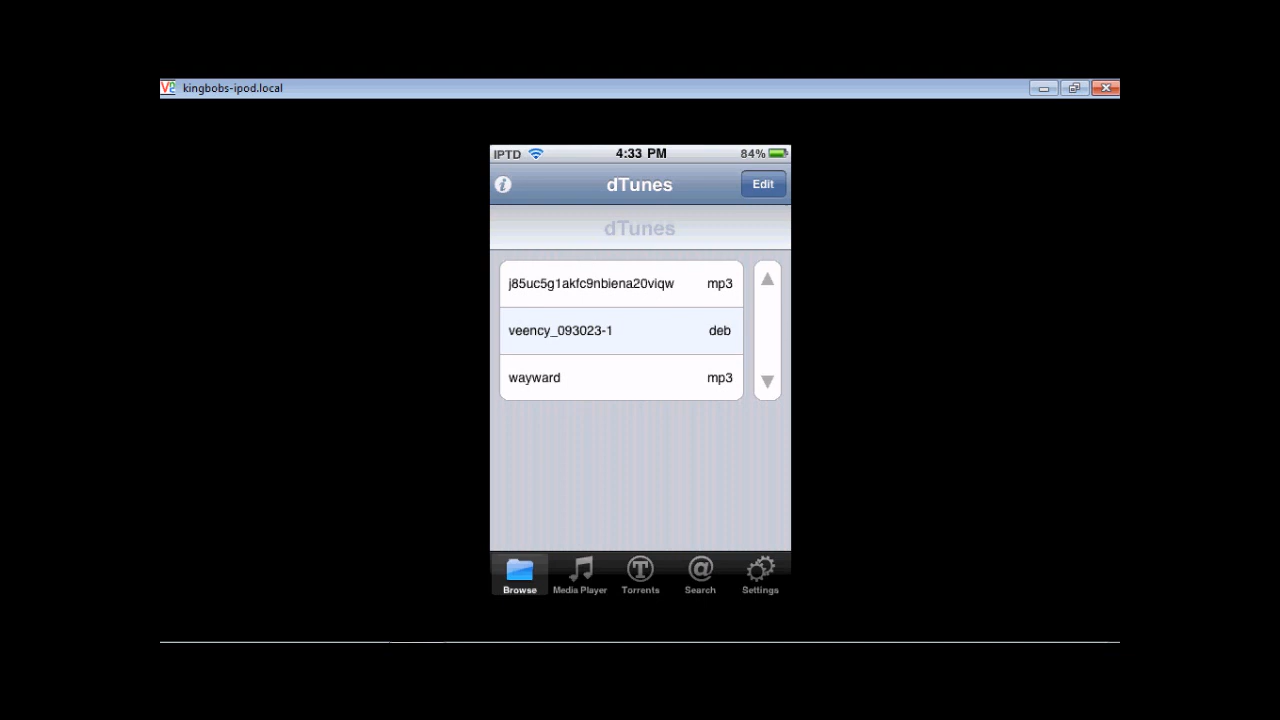 kingbobs-ipod.local
IPTD 4:33 PM 84%
dTunes Edit
dTunes
j85uc5g1akfc9nbiena20viqw mp3
veency_093023-1 deb
wayward mp3
Browse Media Player Torrents Search Settings